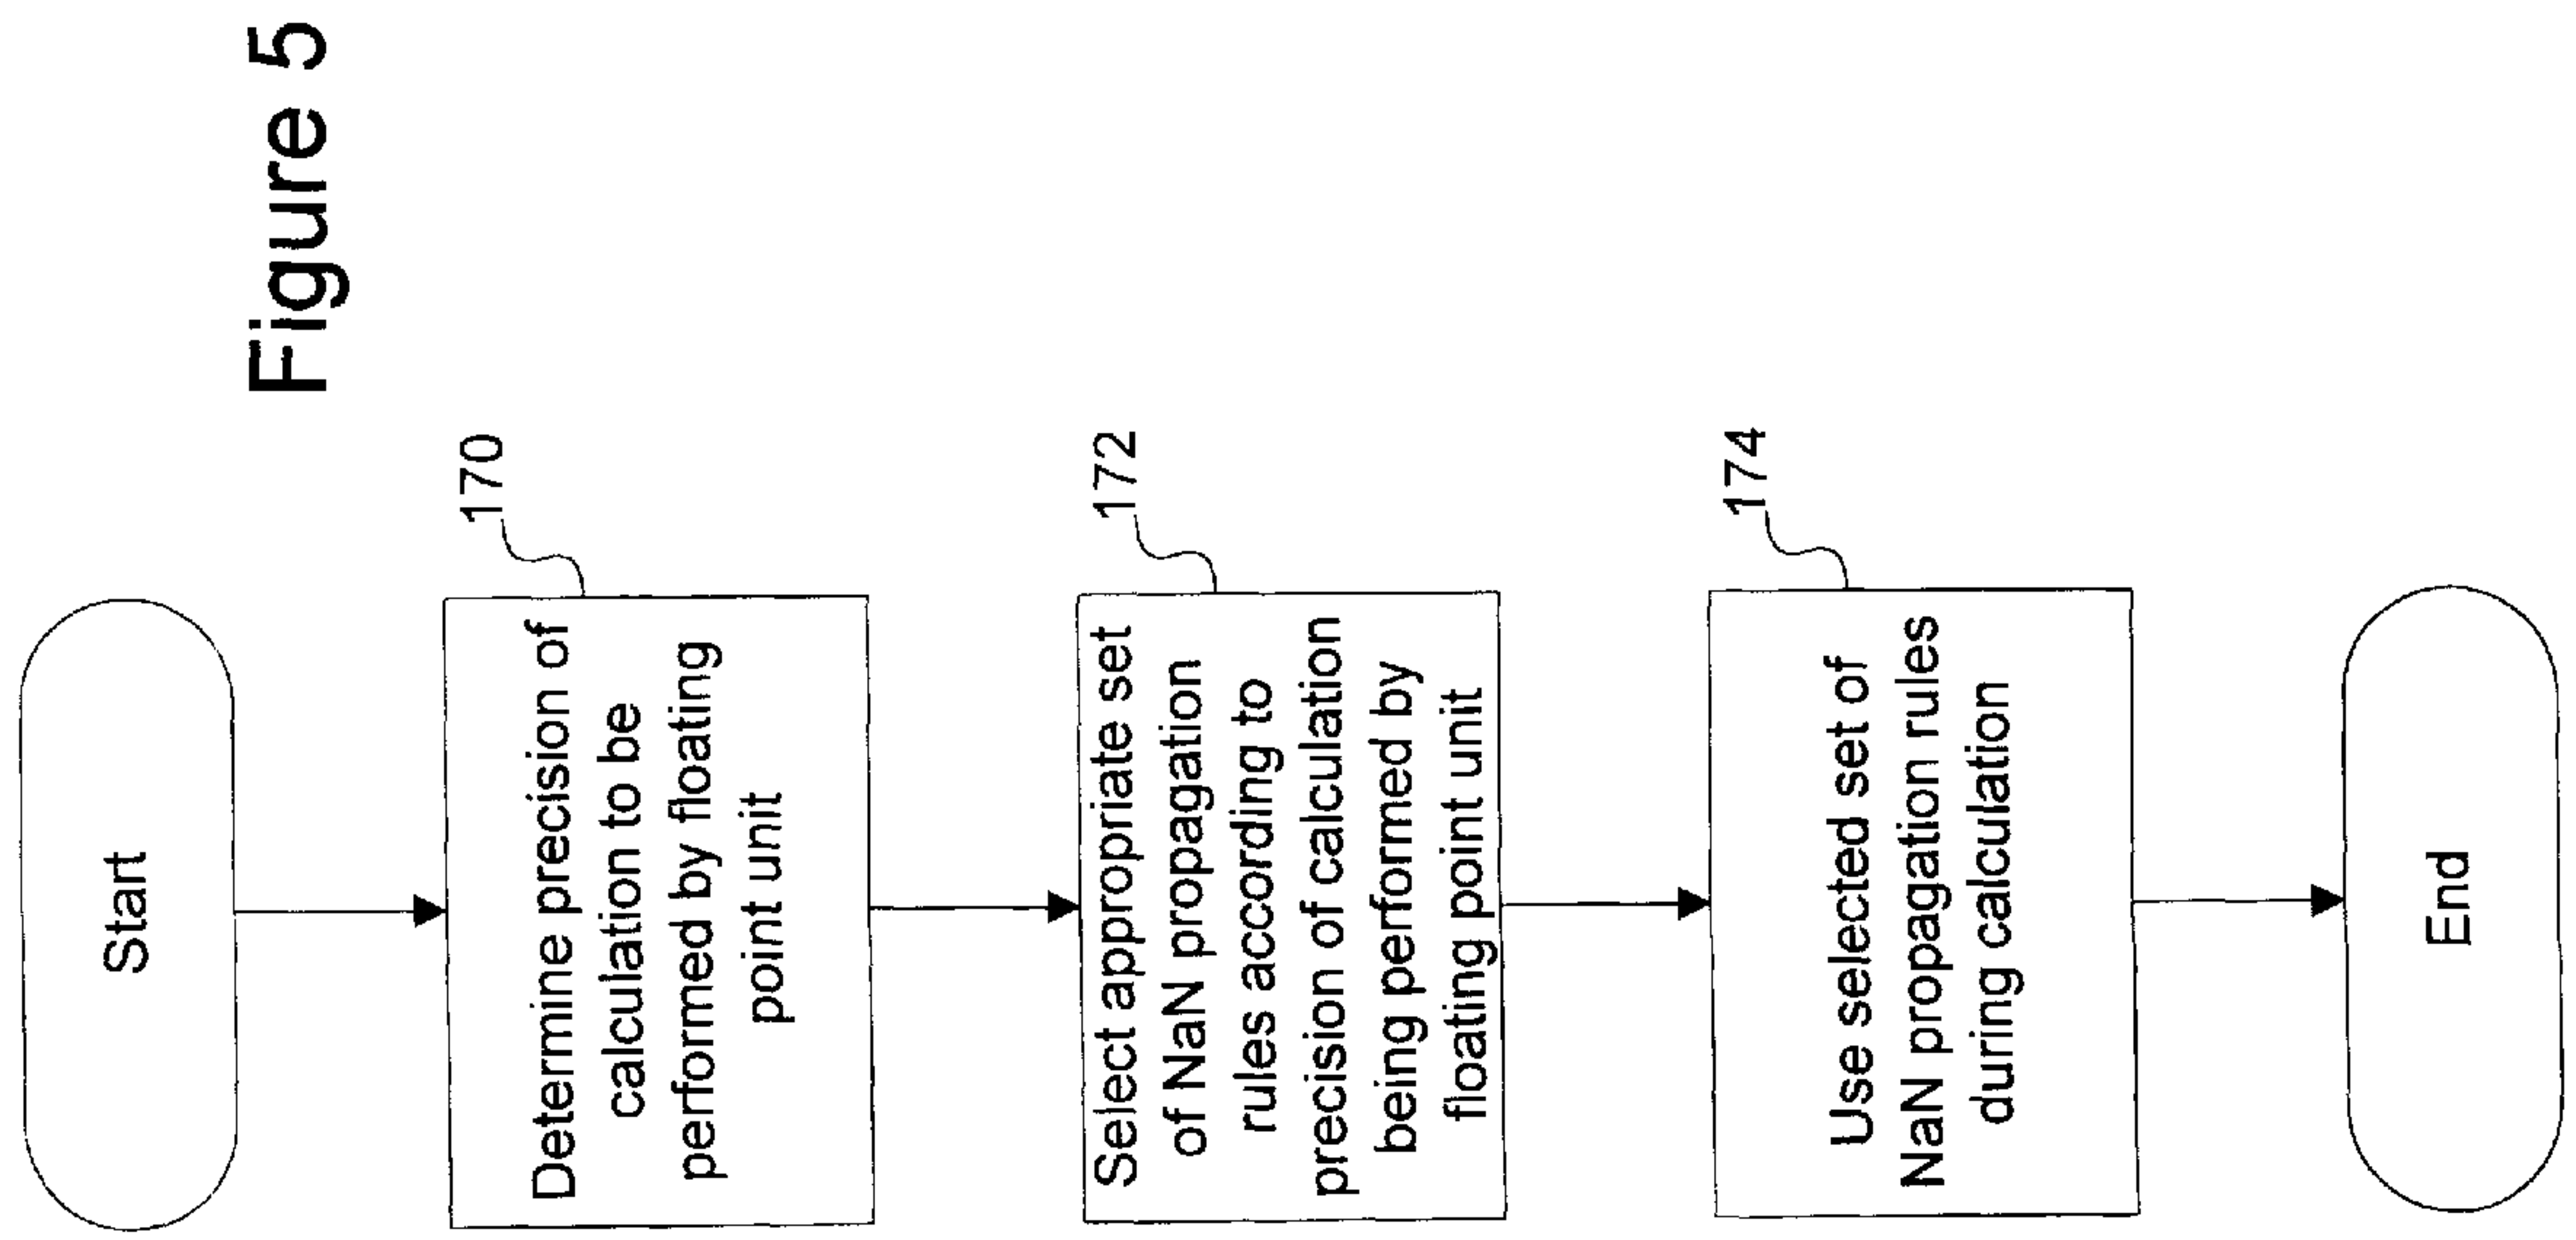 Figure 5
Start
170
Determine precision of
calculation to be
performed by floating
point unit
172
Select appropriate set
of NaN propagation
rules according to
precision of calculation
being performed by
floating point unit
174
Use selected set of
NaN propagation rules
during calculation
End